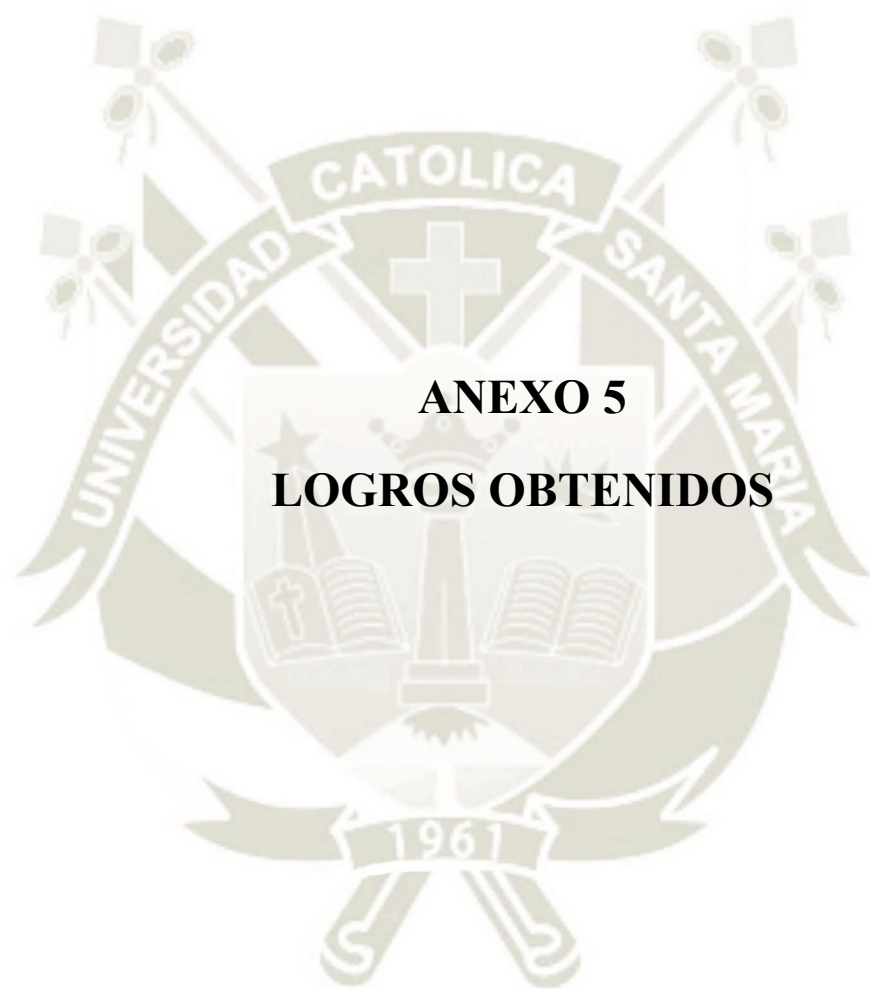 CATOLICA
UNIVERSIDAD
SANTA MARIA
ANEXO 5
LOGROS OBTENIDOS
1961